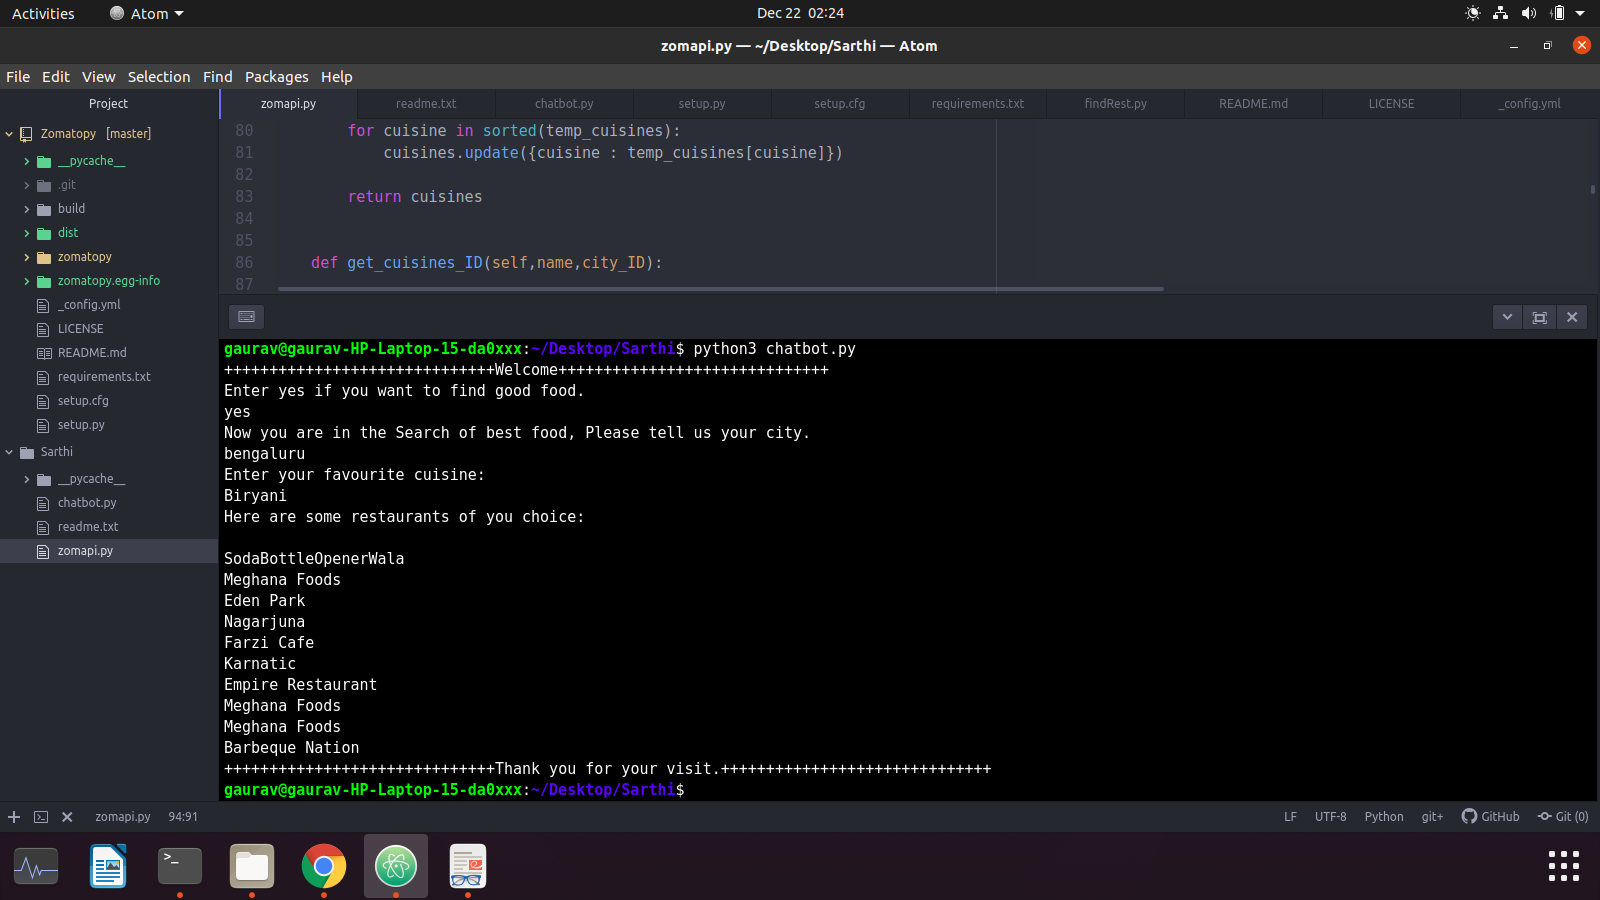 Activities Atom Dec 22 02:24
zomapi.py — ~/Desktop/Sarthi — Atom
File Edit View Selection Find Packages Help
Project
Zomatopy [master]
__pycache__
.git
build
dist
zomatopy
zomatopy.egg-info
_config.yml
LICENSE
README.md
requirements.txt
setup.cfg
setup.py
Sarthi
__pycache__
chatbot.py
readme.txt
zomapi.py
zomapi.py readme.txt chatbot.py setup.py setup.cfg requirements.txt findRest.py README.md LICENSE _config.yml
80 for cuisine in sorted(temp_cuisines):
81 cuisines.update({cuisine : temp_cuisines[cuisine]})
82
83 return cuisines
84
85
86 def get_cuisines_ID(self,name,city_ID):
87
gaurav@gaurav-HP-Laptop-15-da0xxx:~/Desktop/Sarthi$ python3 chatbot.py
++++++++++++++++++++++++++++++Welcome++++++++++++++++++++++++++++++
Enter yes if you want to find good food.
yes
Now you are in the Search of best food, Please tell us your city.
bengaluru
Enter your favourite cuisine:
Biryani
Here are some restaurants of you choice:
SodaBottleOpenerWala
Meghana Foods
Eden Park
Nagarjuna
Farzi Cafe
Karnatic
Empire Restaurant
Meghana Foods
Meghana Foods
Barbeque Nation
++++++++++++++++++++++++++++++Thank you for your visit.++++++++++++++++++++++++++++++
gaurav@gaurav-HP-Laptop-15-da0xxx:~/Desktop/Sarthi$
zomapi.py 94:91 LF UTF-8 Python git+ GitHub Git (0)